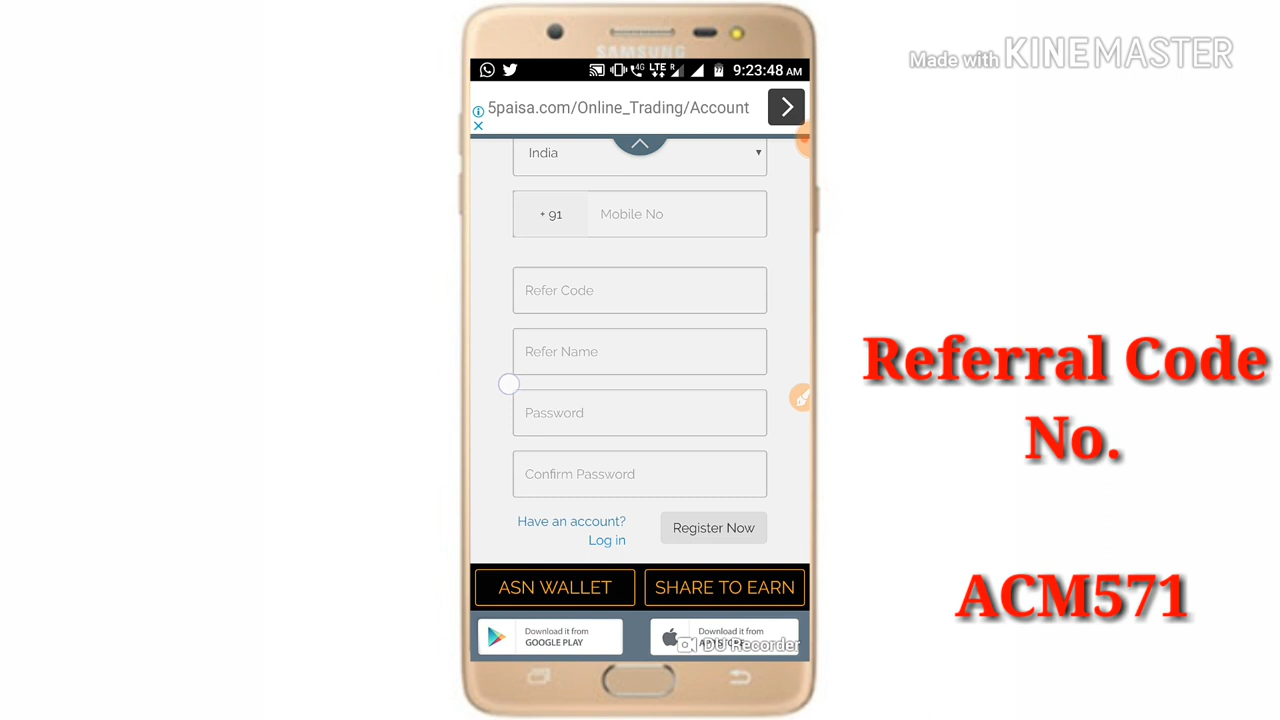 Made with KINEMASTER
SAMSUNG
4G LTE R 9:23:48 AM
5paisa.com/Online_Trading/Account
India
+ 91 Mobile No
Refer Code
Refer Name
Password
Confirm Password
Have an account?
Log in
Register Now
ASN WALLET SHARE TO EARN
Download it from
GOOGLE PLAY
Download it from
DU Recorder
Referral Code
No.
ACM571